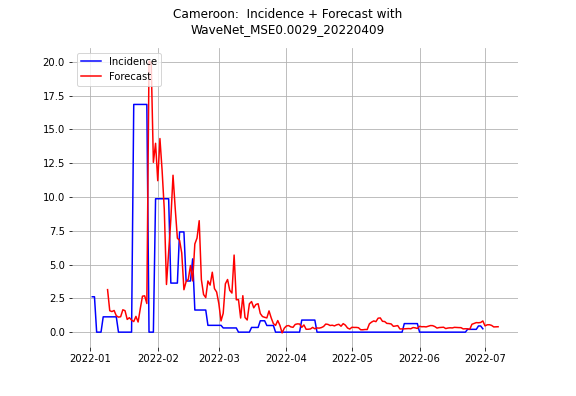 Cameroon:  Incidence + Forecast with
WaveNet_MSE0.0029_20220409
Incidence
Forecast
20.0
17.5
15.0
12.5
10.0
7.5
5.0
2.5
0.0
2022-01 2022-02 2022-03 2022-04 2022-05 2022-06 2022-07